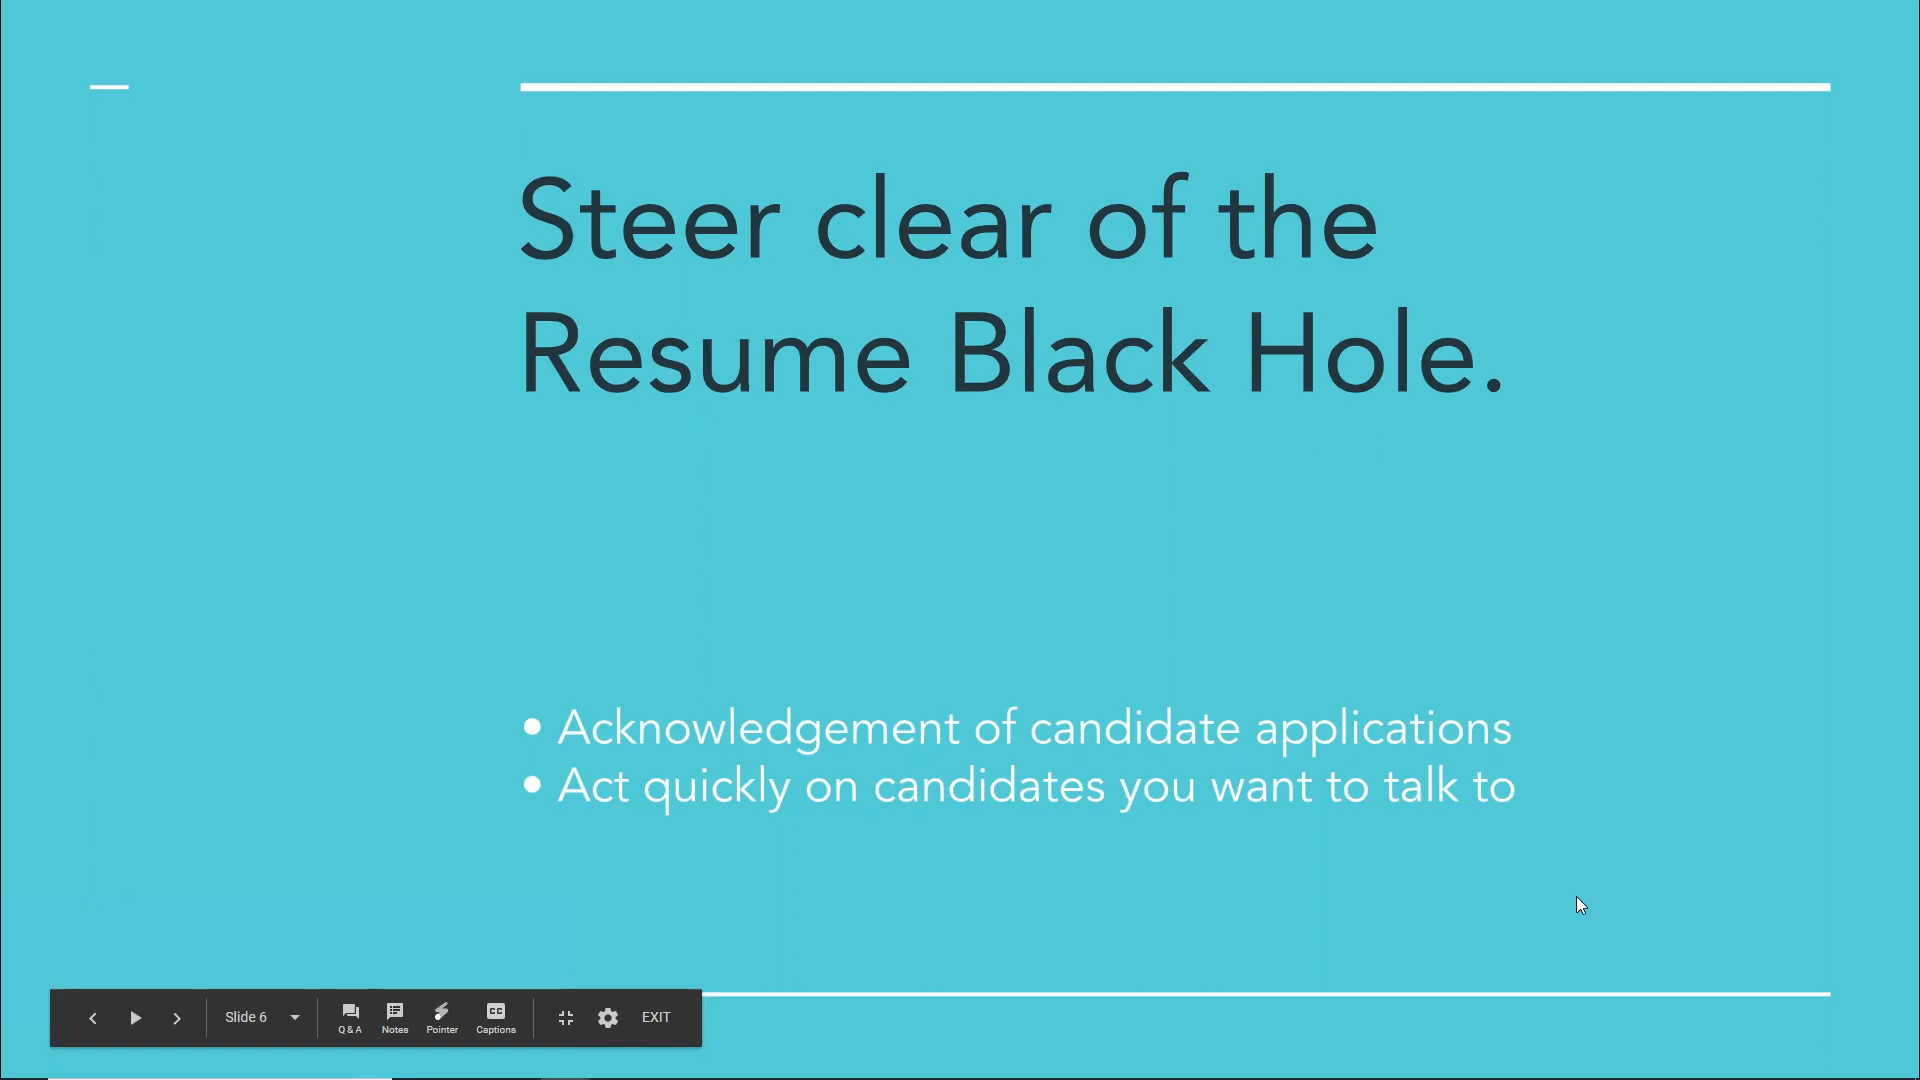 Steer clear of the
Resume Black Hole.
• Acknowledgement of candidate applications
• Act quickly on candidates you want to talk to
Slide 6
Q & A
Notes
Pointer
CC
Captions
EXIT